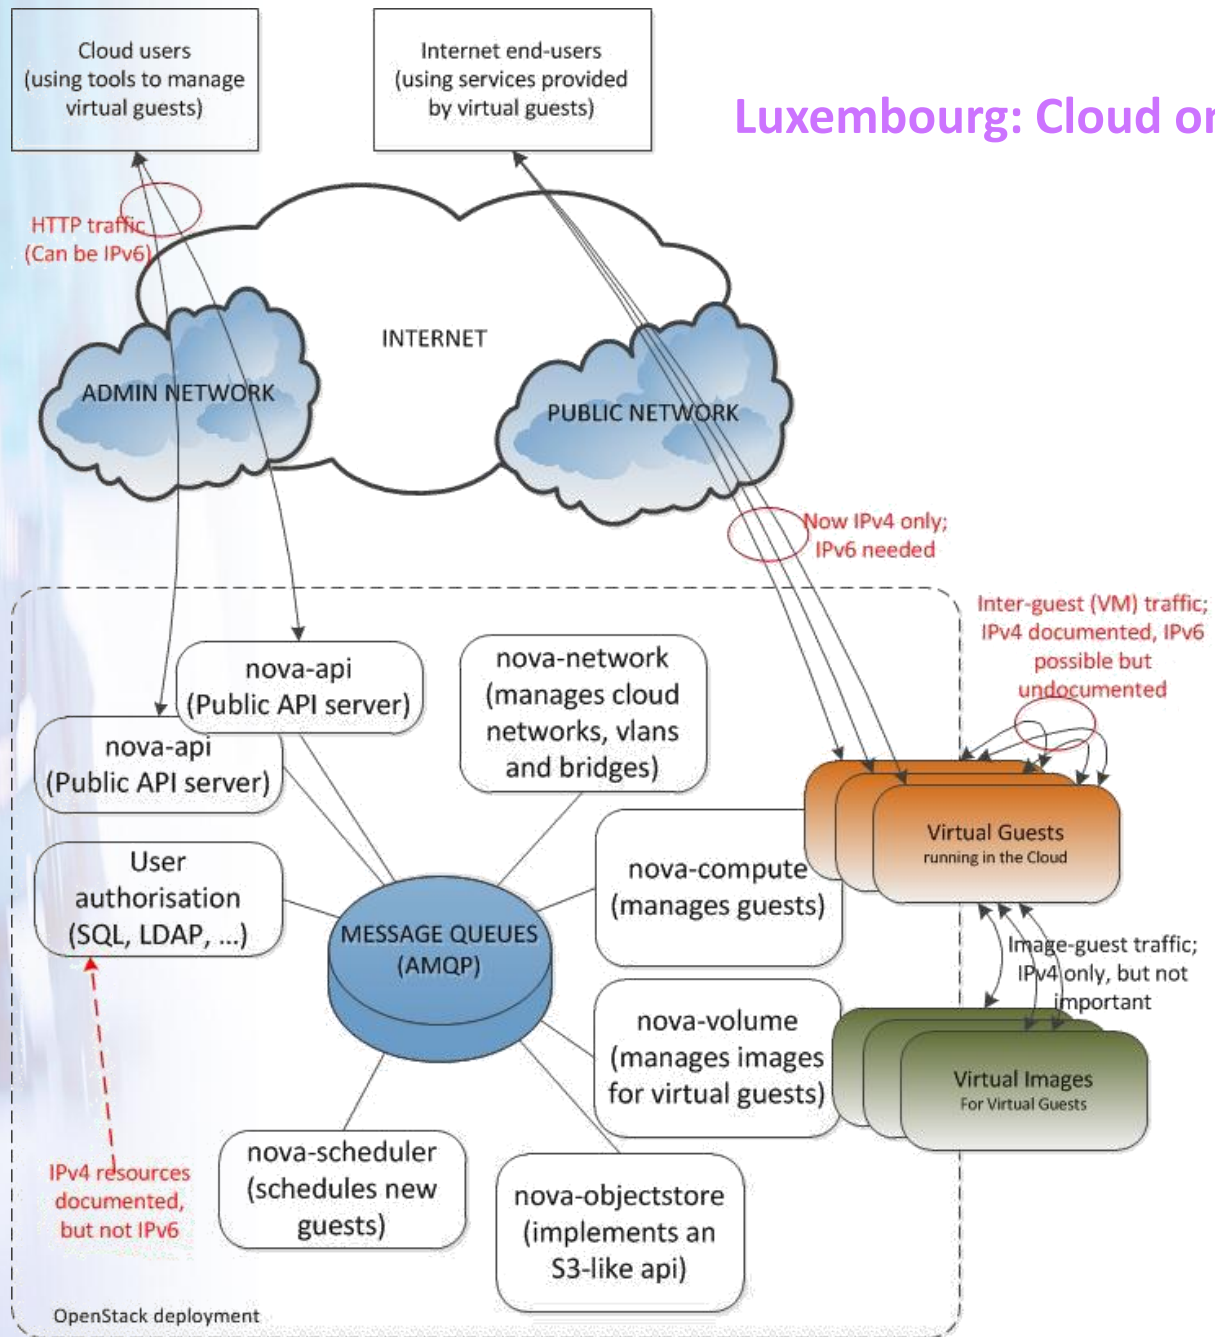 Cloud users
(using tools to manage
virtual guests)
Internet end-users
(using services provided
by virtual guests)
Luxembourg: Cloud or
HTTP traffic
(Can be IPv6)
INTERNET
ADMIN NETWORK
PUBLIC NETWORK
Now IPv4 only;
IPv6 needed
Inter-guest (VM) traffic;
IPv4 documented, IPv6
possible but
undocumented
nova-api
(Public API server)
nova-api
(Public API server)
nova-network
(manages cloud
networks, vlans
and bridges)
Virtual Guests
running in the Cloud
User
authorisation
(SQL, LDAP, ...)
nova-compute
(manages guests)
MESSAGE QUEUES
(AMQP)
Image-guest traffic;
IPv4 only, but not
important
nova-volume
(manages images
for virtual guests)
Virtual Images
For Virtual Guests
IPv4 resources
documented,
but not IPv6
nova-scheduler
(schedules new
guests)
nova-objectstore
(implements an
S3-like api)
OpenStack deployment